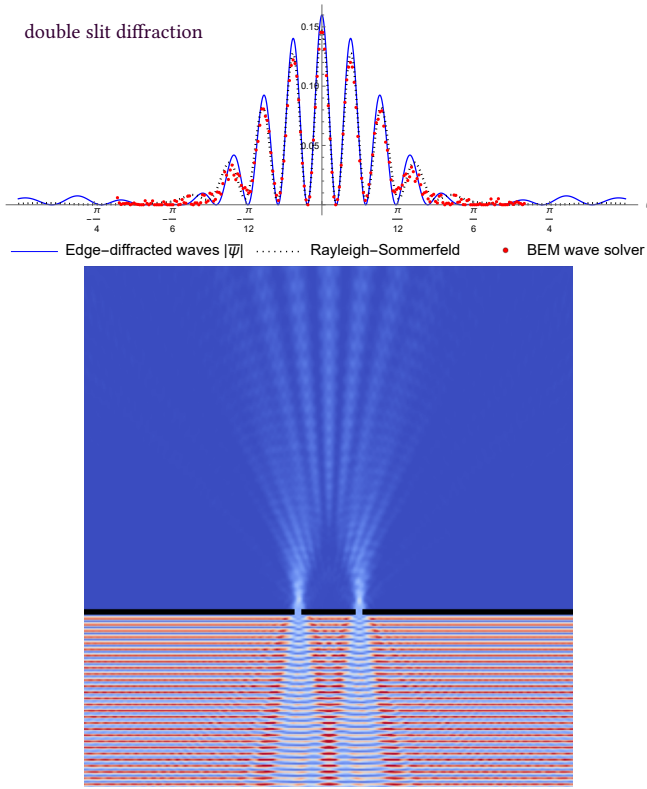 double slit diffraction
0.15
0.10
0.05
-π/4
-π/6
-π/12
π/12
π/6
π/4
Edge-diffracted waves |ψ̅| Rayleigh-Sommerfeld BEM wave solver